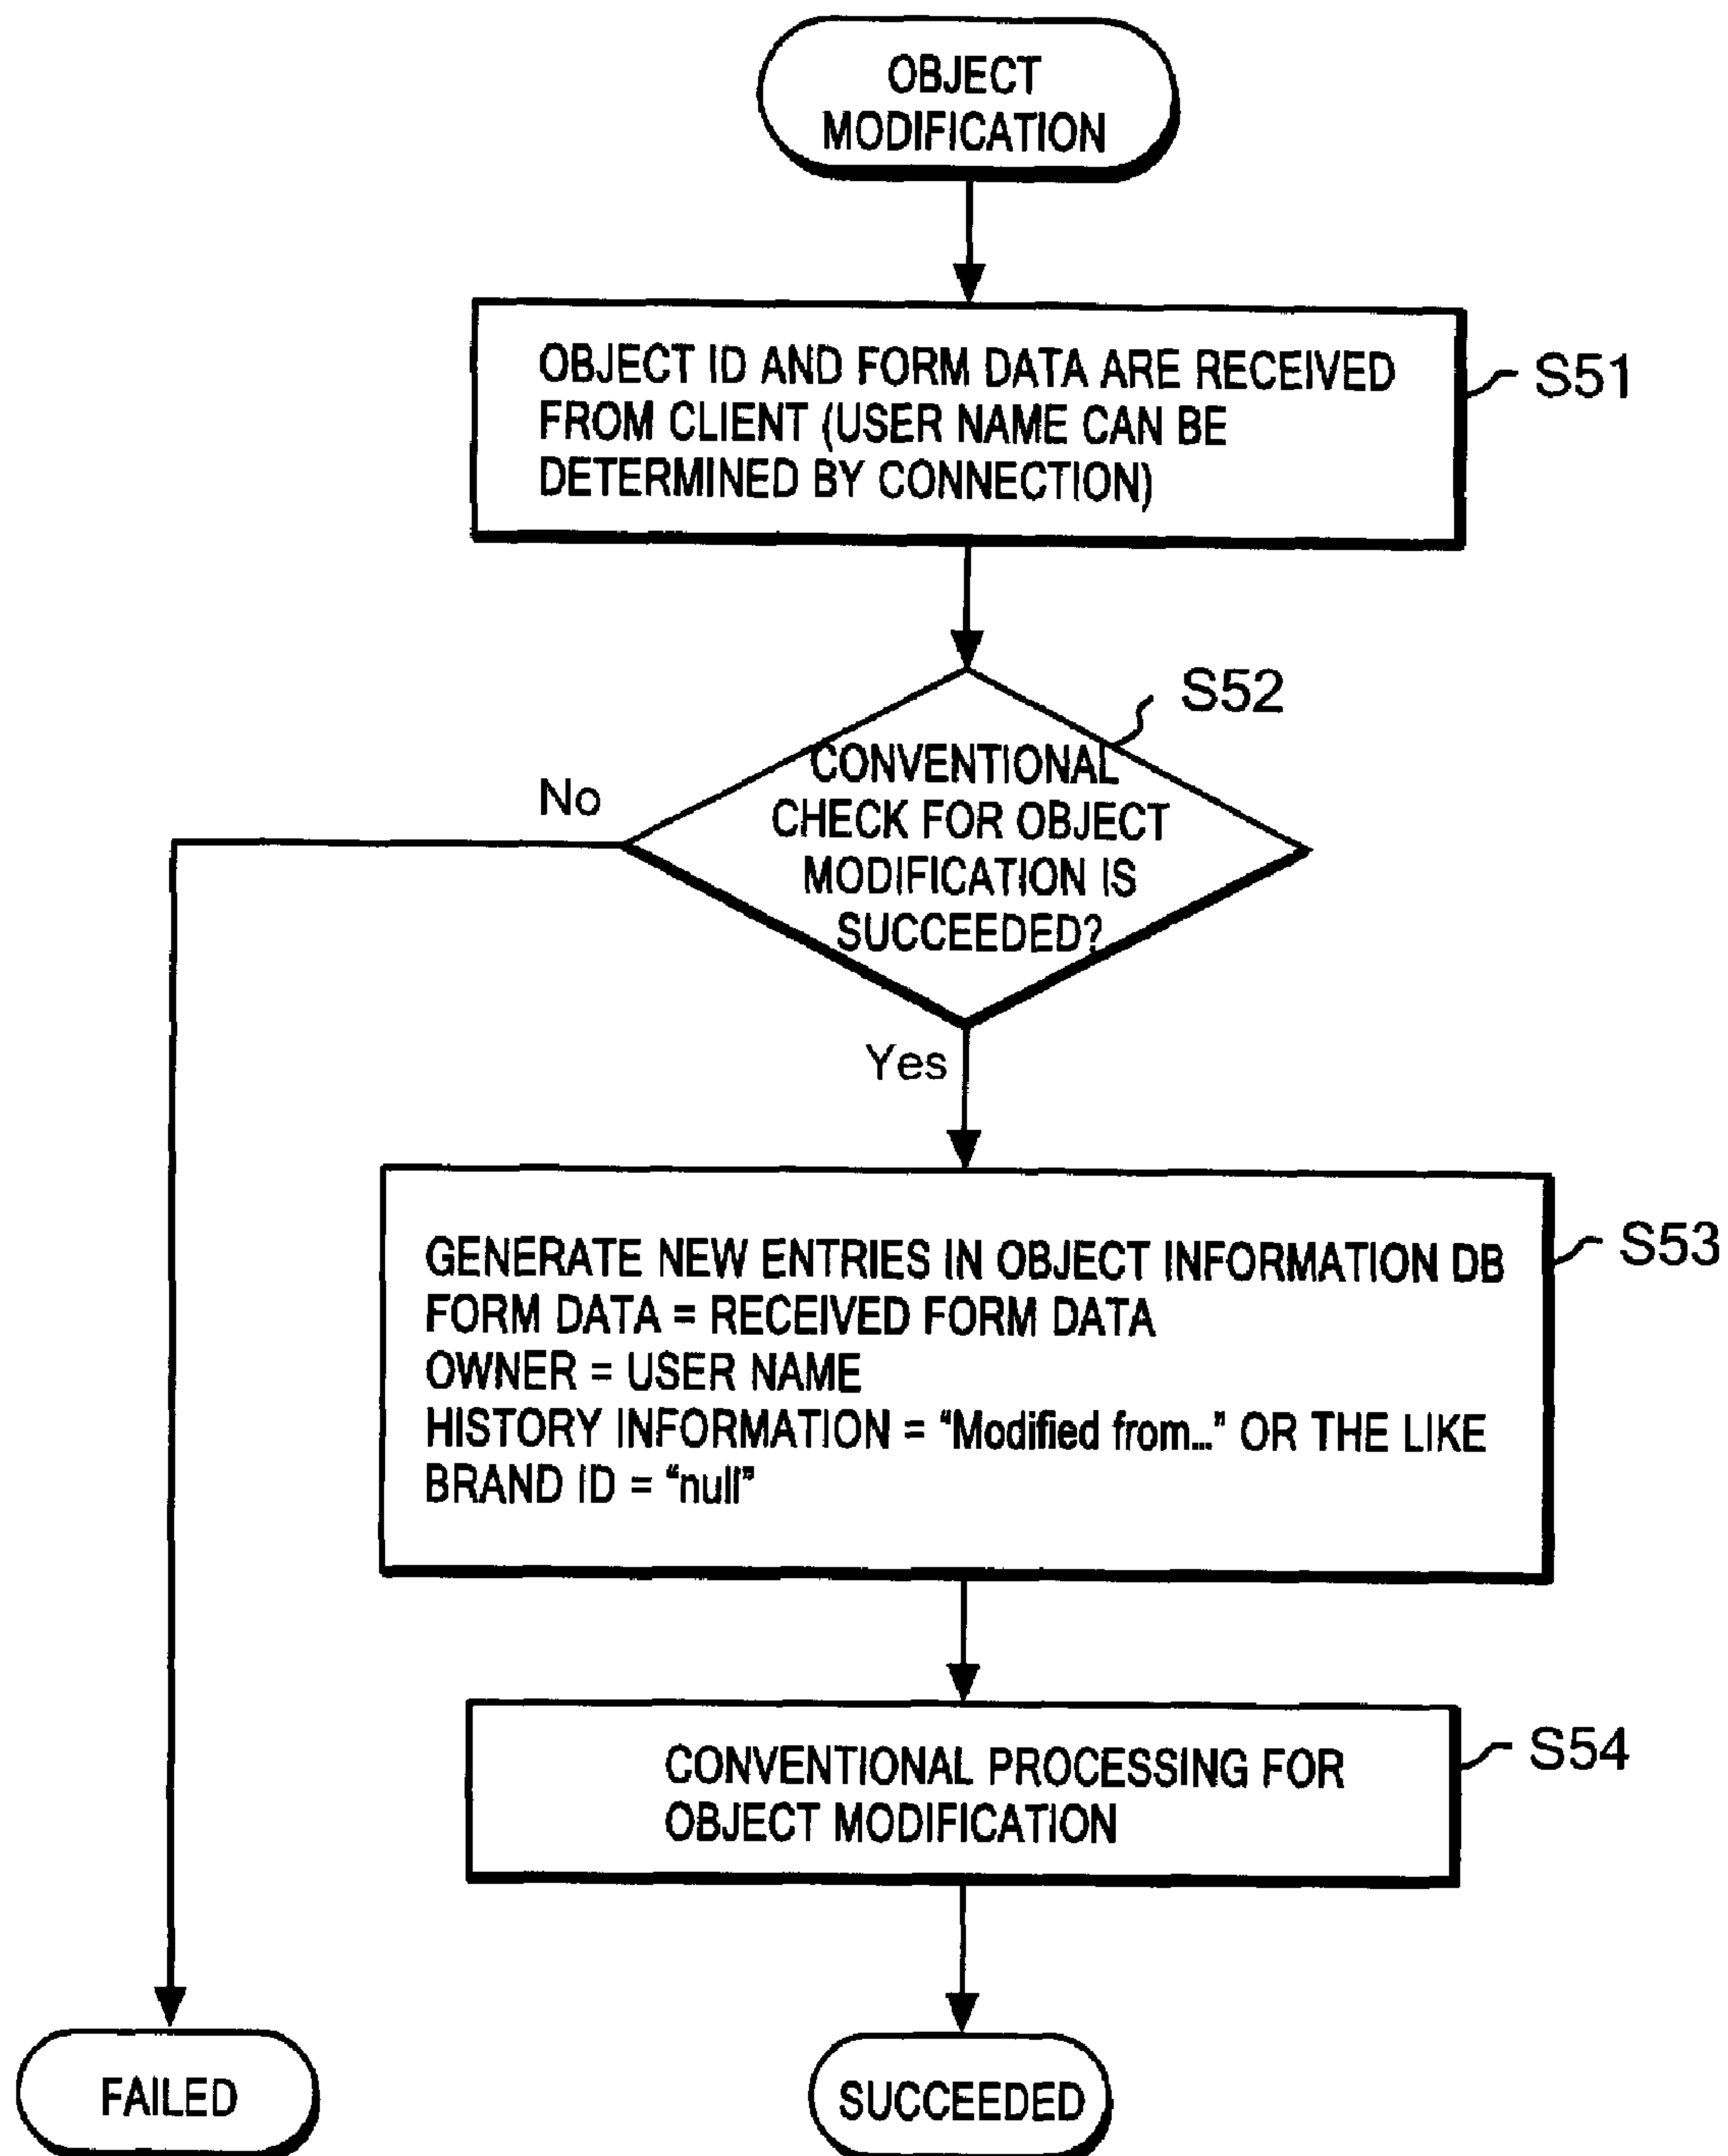 OBJECT
MODIFICATION
OBJECT ID AND FORM DATA ARE RECEIVED
FROM CLIENT (USER NAME CAN BE
DETERMINED BY CONNECTION)
S51
S52
CONVENTIONAL
CHECK FOR OBJECT
MODIFICATION IS
SUCCEEDED?
No
Yes
GENERATE NEW ENTRIES IN OBJECT INFORMATION DB
FORM DATA = RECEIVED FORM DATA
OWNER = USER NAME
HISTORY INFORMATION = "Modified from..." OR THE LIKE
BRAND ID = "null"
S53
CONVENTIONAL PROCESSING FOR
OBJECT MODIFICATION
S54
FAILED
SUCCEEDED